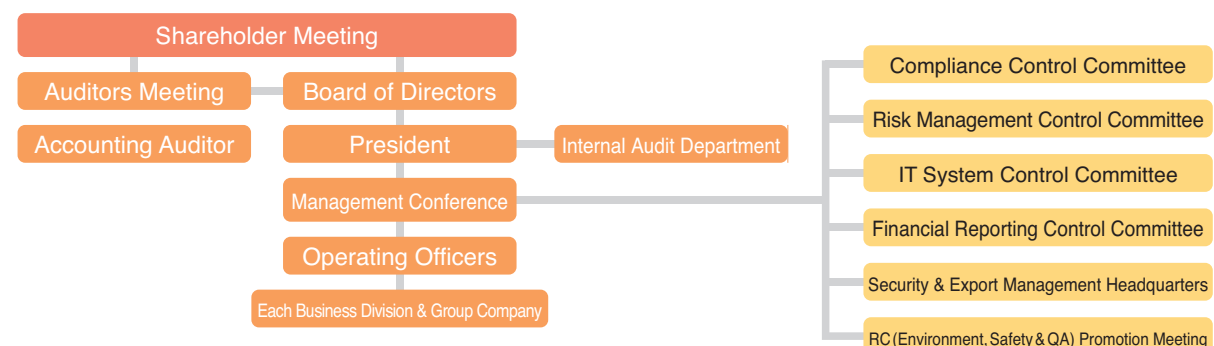 Shareholder Meeting
Auditors Meeting
Board of Directors
Accounting Auditor
President
Internal Audit Department
Management Conference
Operating Officers
Each Business Division & Group Company
Compliance Control Committee
Risk Management Control Committee
IT System Control Committee
Financial Reporting Control Committee
Security & Export Management Headquarters
RC (Environment, Safety & QA) Promotion Meeting